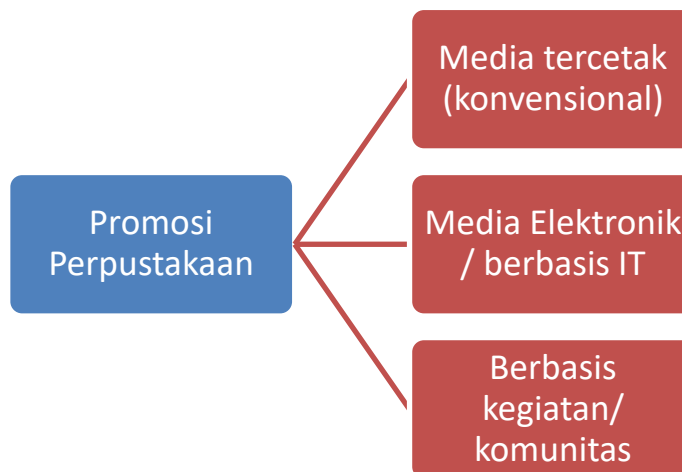 Media tercetak
(konvensional)
Promosi
Perpustakaan
Media Elektronik
/ berbasis IT
Berbasis
kegiatan/
komunitas